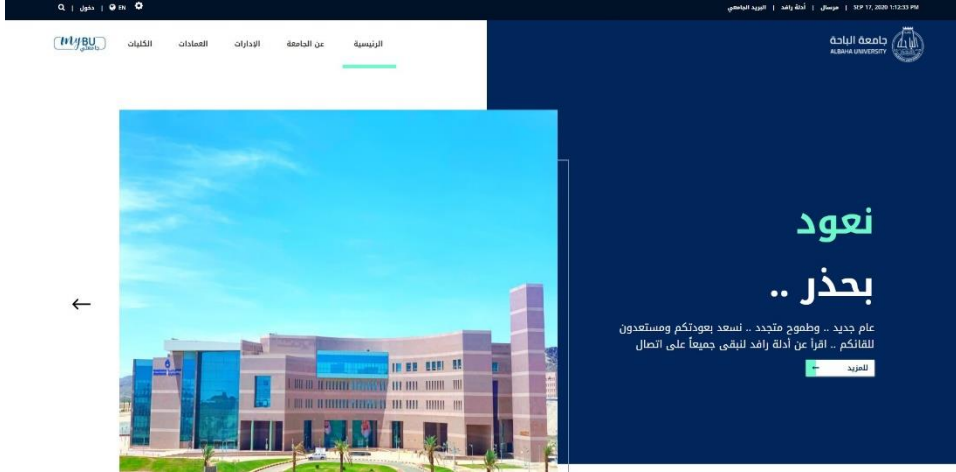 SEP 17, 2020 1:12:33 PM | مرسال | أدلة رافد | البريد الجامعي
EN | دخول |
جامعة الباحة
ALBAHA UNIVERSITY
الرئيسية
عن الجامعة
الإدارات
العمادات
الكليات
MyBU
جامعتي
نعود
بحذر ..
عام جديد .. وطموح متجدد .. نسعد بعودتكم ومستعدون
للقائكم .. اقرأ عن أدلة رافد لنبقى جميعاً على اتصال
للمزيد